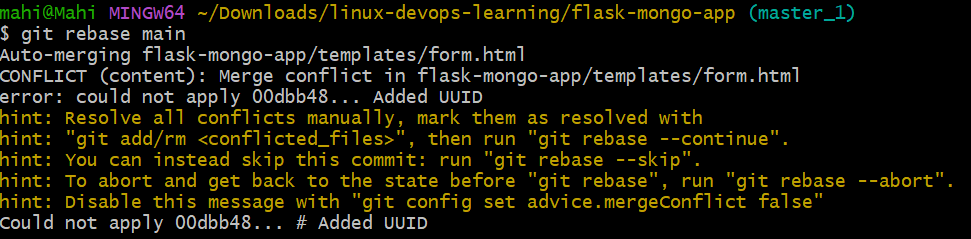 mahi@Mahi MINGW64 ~/Downloads/linux-devops-learning/flask-mongo-app (master_1)
$ git rebase main
Auto-merging flask-mongo-app/templates/form.html
CONFLICT (content): Merge conflict in flask-mongo-app/templates/form.html
error: could not apply 00dbb48... Added UUID
hint: Resolve all conflicts manually, mark them as resolved with
hint: "git add/rm <conflicted_files>", then run "git rebase --continue".
hint: You can instead skip this commit: run "git rebase --skip".
hint: To abort and get back to the state before "git rebase", run "git rebase --abort".
hint: Disable this message with "git config set advice.mergeConflict false"
Could not apply 00dbb48... # Added UUID